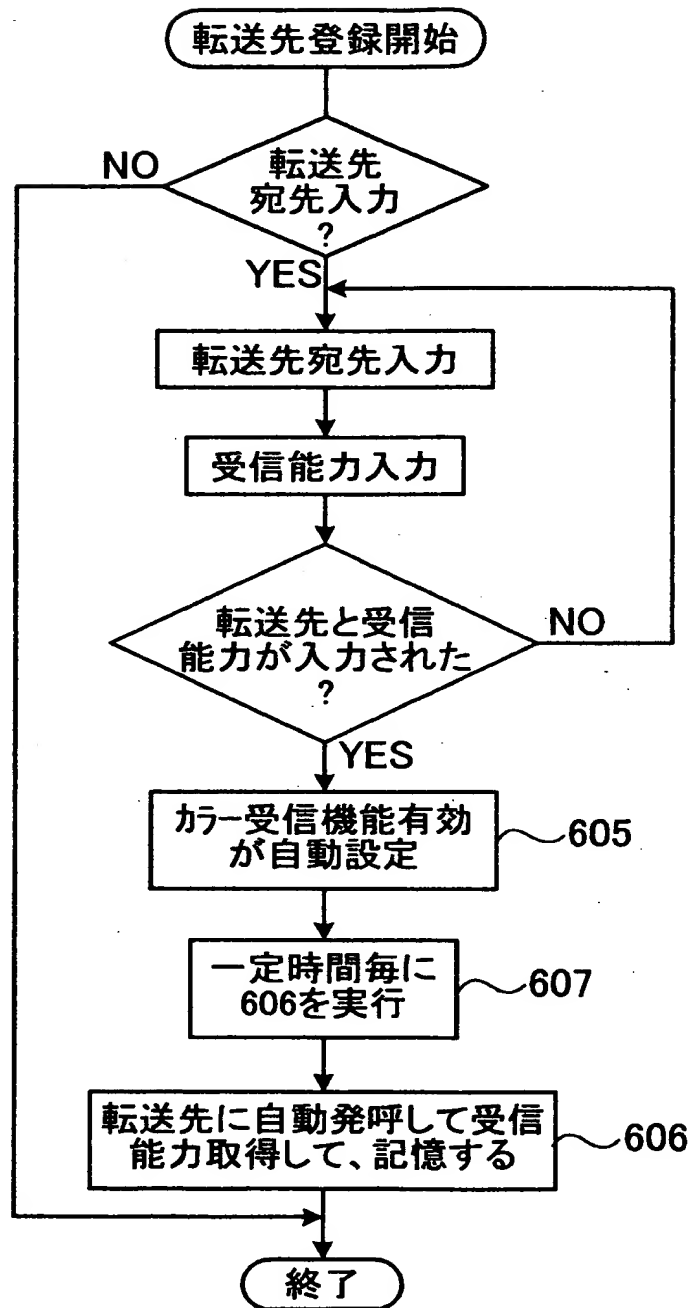 転送先登録開始
NO
転送先
宛先入力
?
YES
転送先宛先入力
受信能力入力
転送先と受信
能力が入力された
?
NO
YES
カラー受信機能有効
が自動設定
605
一定時間毎に
606を実行
607
転送先に自動発呼して受信
能力取得して、記憶する
606
終了